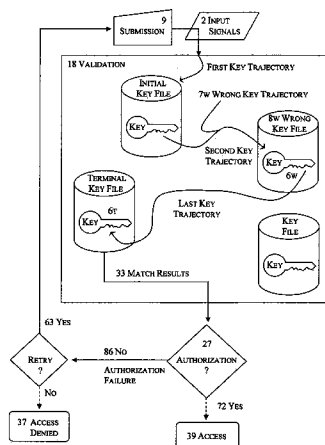 9
SUBMISSION
2 INPUT
SIGNALS
18 VALIDATION
FIRST KEY TRAJECTORY
INITIAL
KEY FILE
KEY
7W WRONG KEY TRAJECTORY
8W WRONG
KEY FILE
KEY
6W
SECOND KEY
TRAJECTORY
TERMINAL
KEY FILE
6T
KEY
LAST KEY
TRAJECTORY
KEY
FILE
KEY
33 MATCH RESULTS
63 YES
RETRY
?
86 NO
AUTHORIZATION
FAILURE
27
AUTHORIZATION
?
NO
72 YES
37 ACCESS
DENIED
39 ACCESS